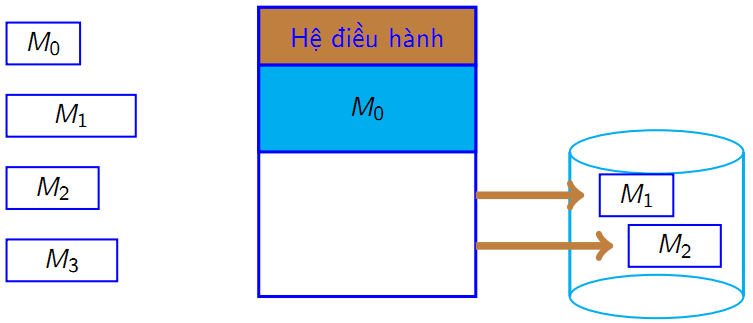 M₀
M₁
M₂
M₃
Hệ điều hành
M₀
M₁
M₂